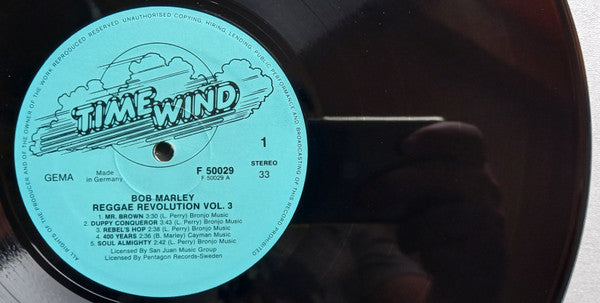 ALL RIGHTS OF THE PRODUCER AND OF THE OWNER OF THE WORK REPRODUCED RESERVED. UNAUTHORISED COPYING, HIRING, LENDING, PUBLIC PERFORMANCE AND BROADCASTING OF THIS RECORD PROHIBITED
TIME WIND
GEMA
Made in Germany
F 50029
F 50029 A
1
STEREO
33
BOB MARLEY
REGGAE REVOLUTION VOL. 3
1. MR. BROWN 3:30 (L. Perry) Bronjo Music
2. DUPPY CONQUEROR 3:43 (L. Perry) Bronjo Music
3. REBEL'S HOP 2:38 (L. Perry) Bronjo Music
4. 400 YEARS 2:36 (B. Marley) Cayman Music
5. SOUL ALMIGHTY 2:42 (L. Perry) Bronjo Music
Licensed By San Juan Music Group
Licensed By Pentagon Records-Sweden